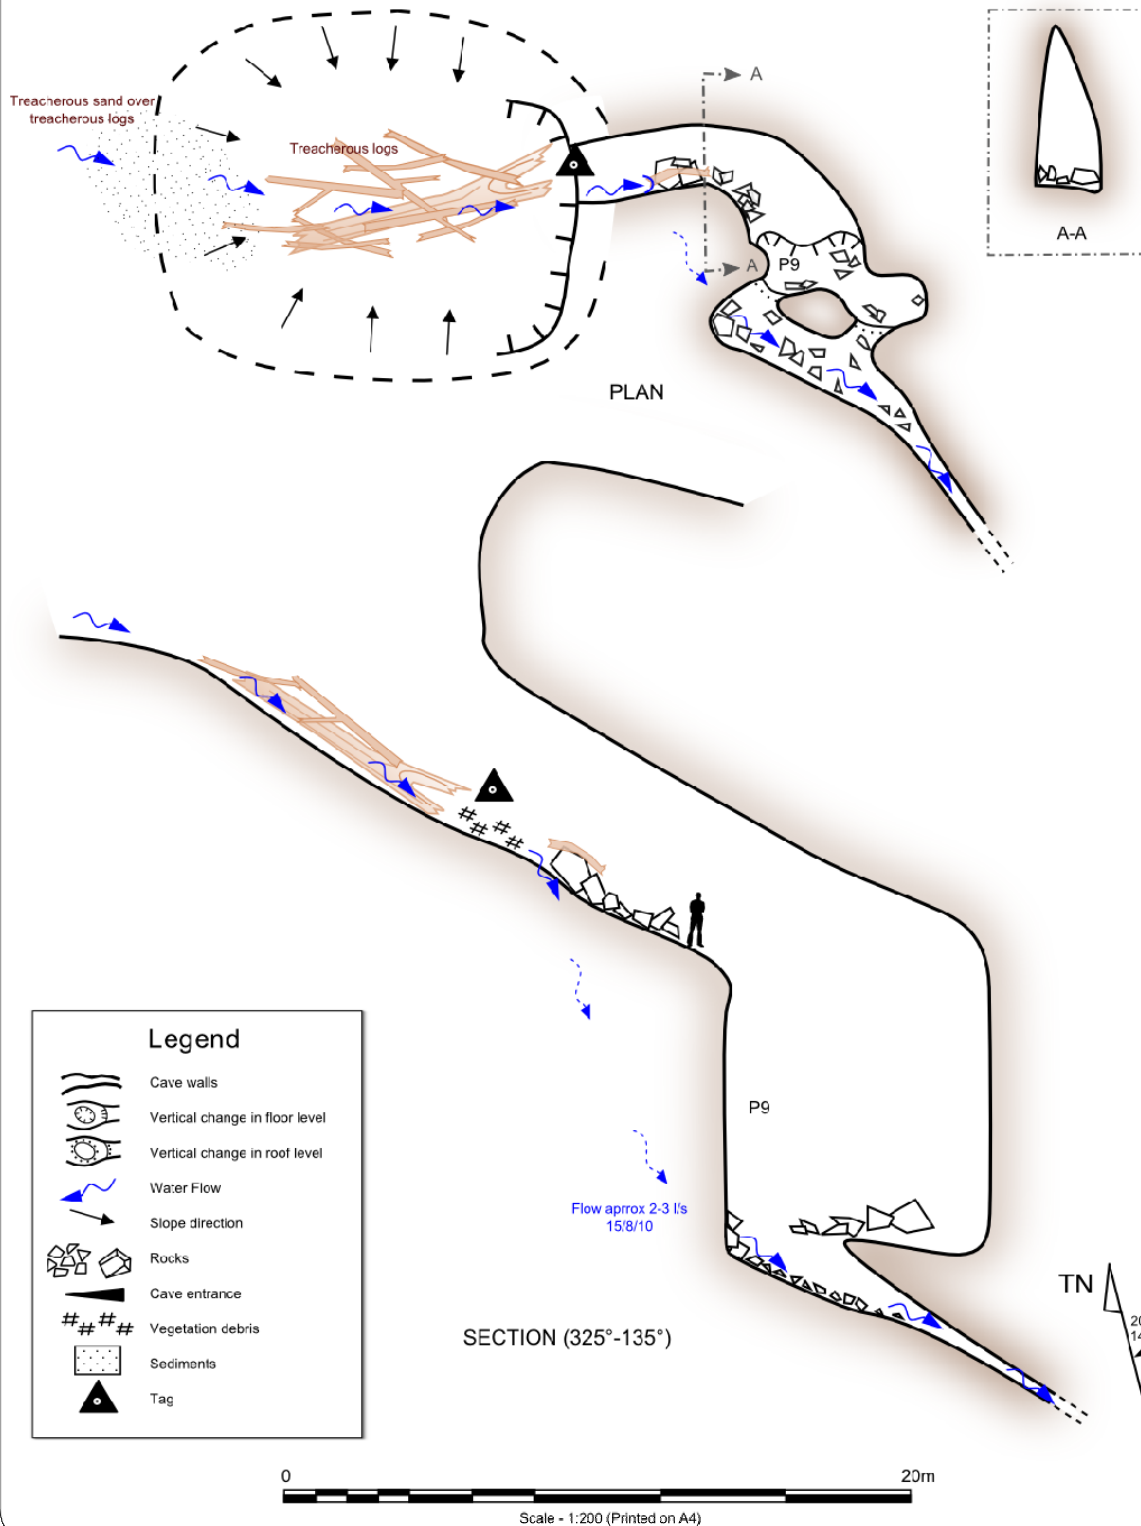 Treacherous sand over
treacherous logs
Treacherous logs
A
A
P9
A-A
PLAN
P9
Flow aprrox 2-3 l/s
15/8/10
Legend
Cave walls
Vertical change in floor level
Vertical change in roof level
Water Flow
Slope direction
Rocks
Cave entrance
Vegetation debris
Sediments
Tag
SECTION (325°-135°)
TN
0
20m
Scale - 1:200 (Printed on A4)